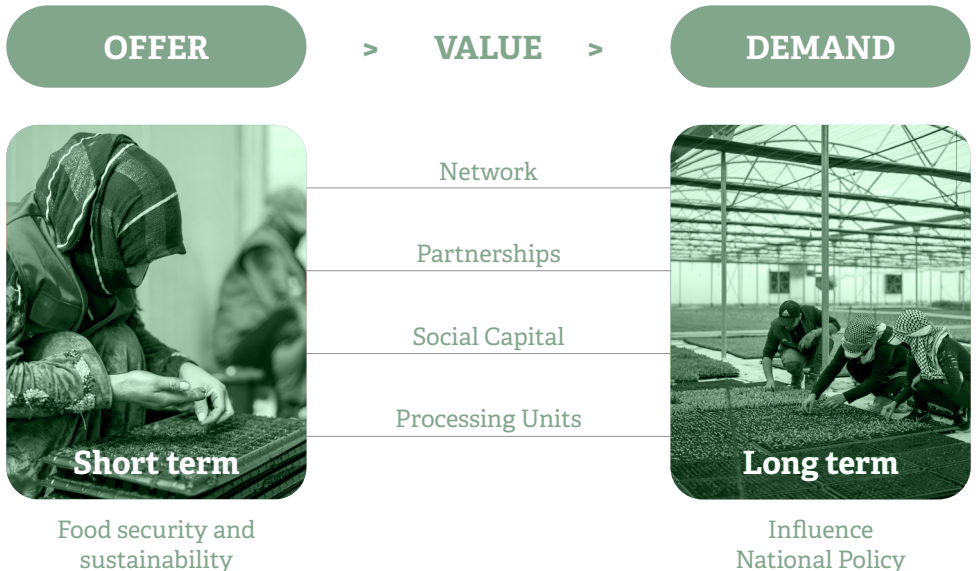 OFFER > VALUE > DEMAND
Network
Partnerships
Social Capital
Processing Units
Short term
Long term
Food security and
sustainability
Influence
National Policy